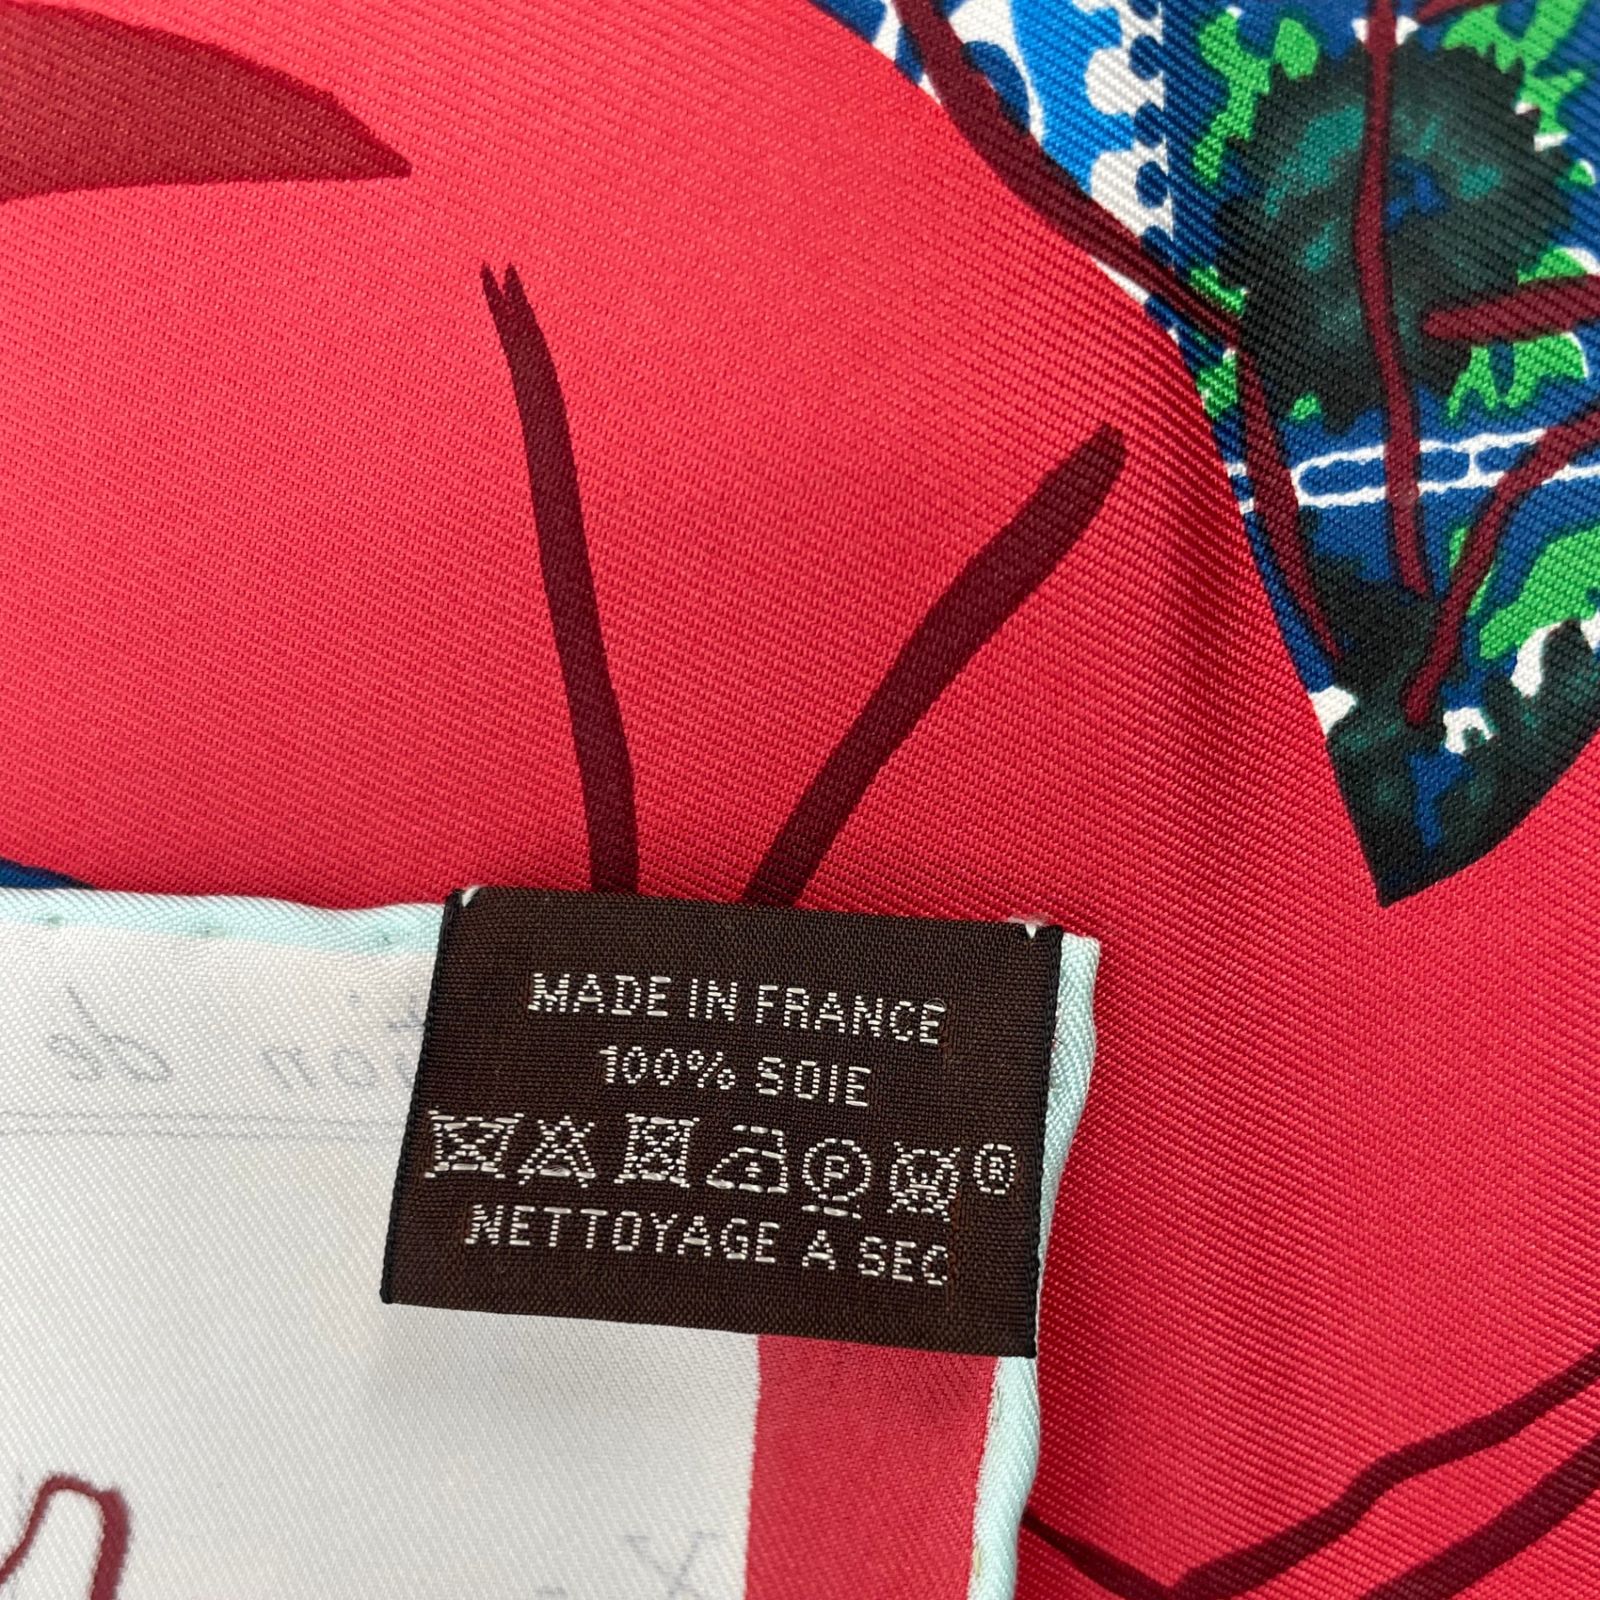 MADE IN FRANCE
100% SOIE
P
®
NETTOYAGE A SEC